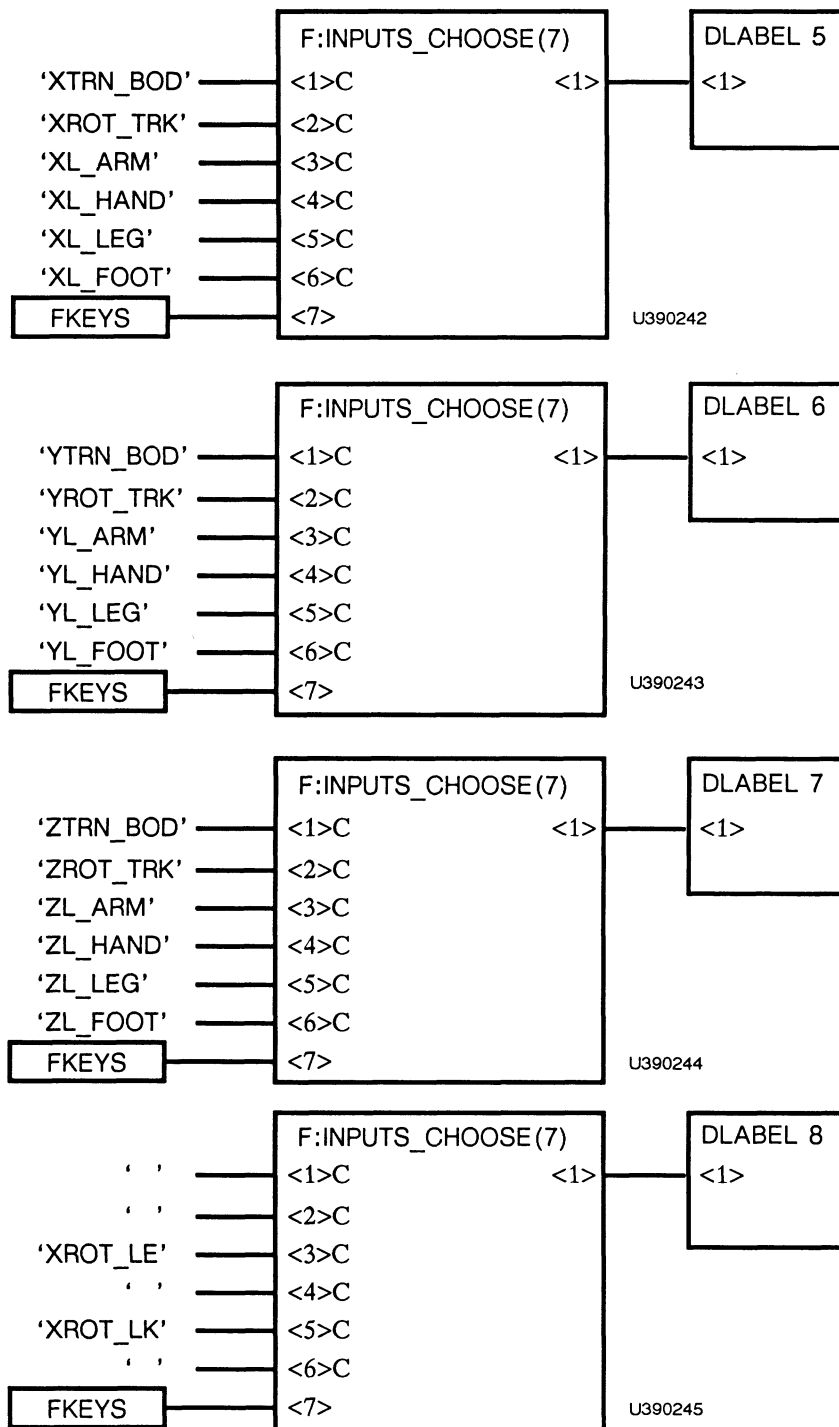 F:INPUTS_CHOOSE(7) DLABEL 5
‘XTRN_BOD’ <1>C <1> <1>
‘XROT_TRK’ <2>C
‘XL_ARM’ <3>C
‘XL_HAND’ <4>C
‘XL_LEG’ <5>C
‘XL_FOOT’ <6>C
FKEYS <7> U390242
F:INPUTS_CHOOSE(7) DLABEL 6
‘YTRN_BOD’ <1>C <1> <1>
‘YROT_TRK’ <2>C
‘YL_ARM’ <3>C
‘YL_HAND’ <4>C
‘YL_LEG’ <5>C
‘YL_FOOT’ <6>C
FKEYS <7> U390243
F:INPUTS_CHOOSE(7) DLABEL 7
‘ZTRN_BOD’ <1>C <1> <1>
‘ZROT_TRK’ <2>C
‘ZL_ARM’ <3>C
‘ZL_HAND’ <4>C
‘ZL_LEG’ <5>C
‘ZL_FOOT’ <6>C
FKEYS <7> U390244
F:INPUTS_CHOOSE(7) DLABEL 8
‘ ’ <1>C <1> <1>
‘ ’ <2>C
‘XROT_LE’ <3>C
‘ ’ <4>C
‘XROT_LK’ <5>C
‘ ’ <6>C
FKEYS <7> U390245